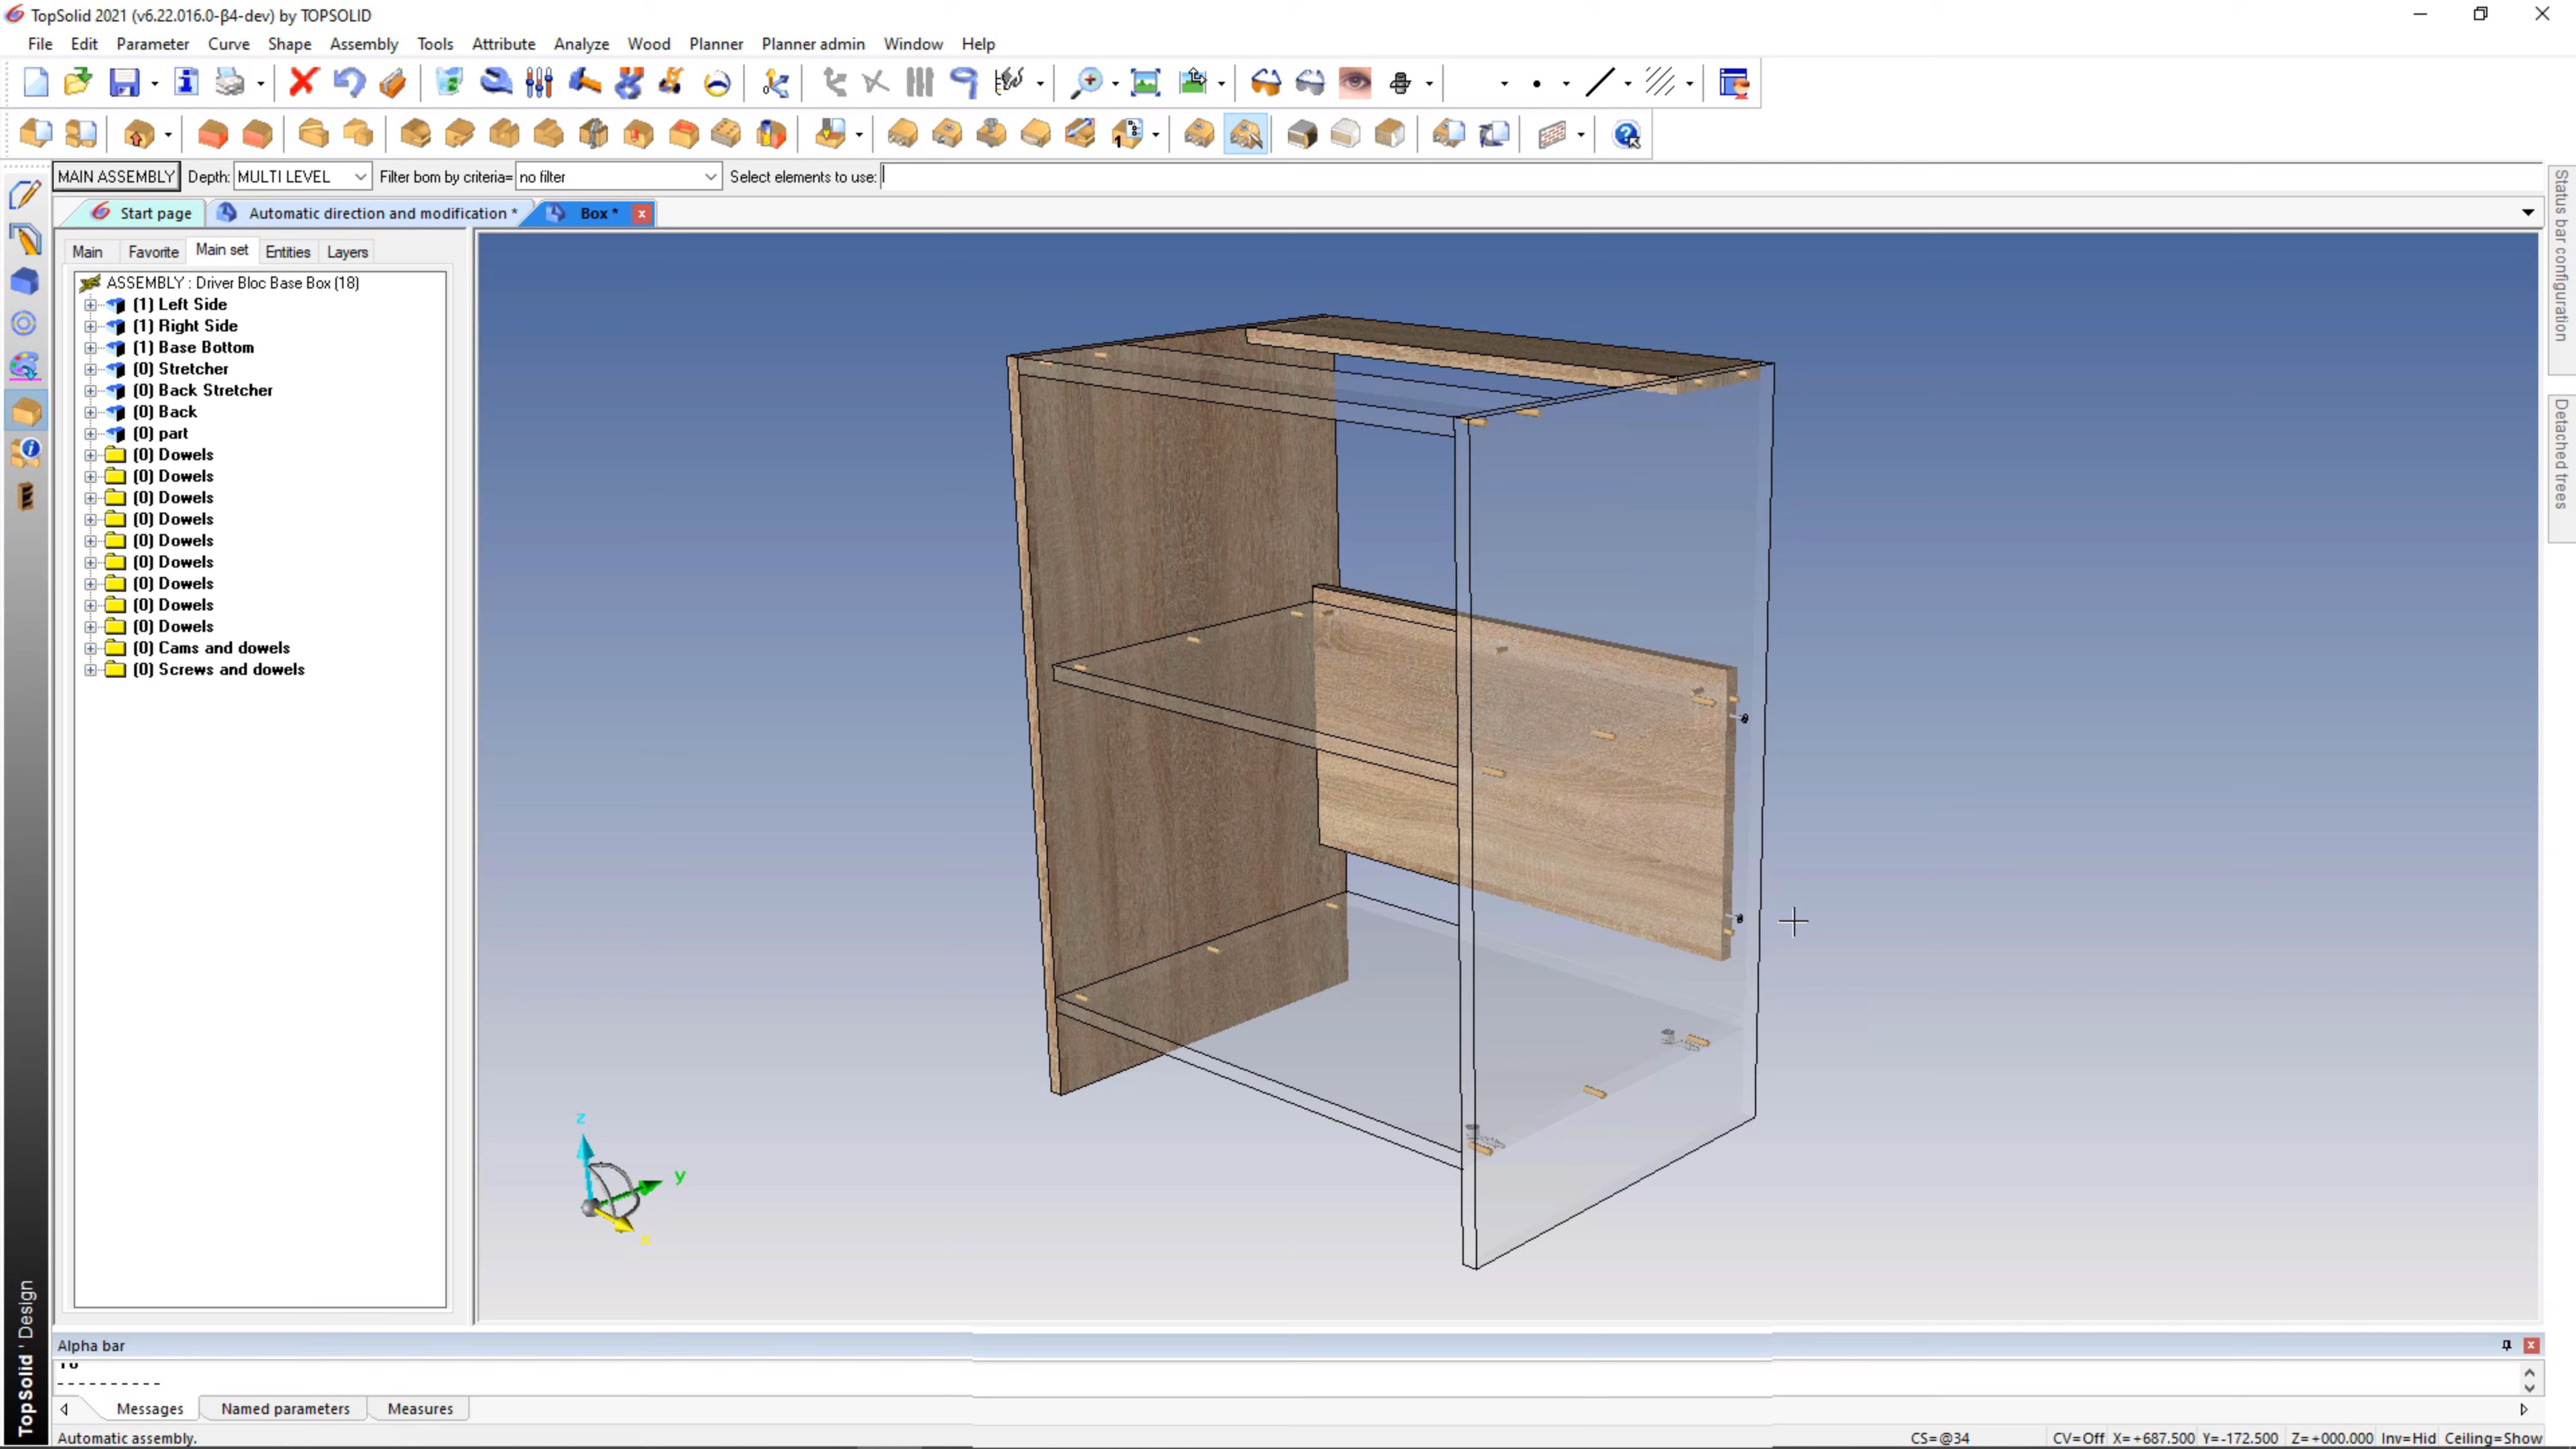 TopSolid 2021 (v6.22.016.0-β4-dev) by TOPSOLID
File Edit Parameter Curve Shape Assembly Tools Attribute Analyze Wood Planner Planner admin Window Help
MAIN ASSEMBLY Depth: MULTI LEVEL Filter bom by criteria= no filter Select elements to use:
Start page Automatic direction and modification * Box *
Main Favorite Main set Entities Layers
ASSEMBLY : Driver Bloc Base Box (18)
(1) Left Side
(1) Right Side
(1) Base Bottom
(0) Stretcher
(0) Back Stretcher
(0) Back
(0) part
(0) Dowels
(0) Dowels
(0) Dowels
(0) Dowels
(0) Dowels
(0) Dowels
(0) Dowels
(0) Dowels
(0) Dowels
(0) Cams and dowels
(0) Screws and dowels
z
y
x
Status bar configuration
Detached trees
TopSolid 'Design
Alpha bar
----------
Messages Named parameters Measures
Automatic assembly.
CS=@34 CV=Off X=+687.500 Y=-172.500 Z=+000.000 Inv=Hid Ceiling=Show